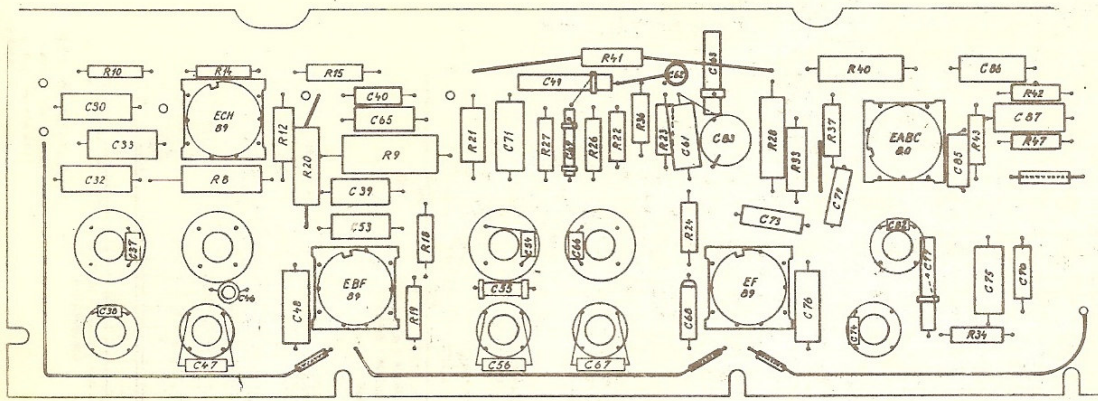 R10
R14
R15
C30
ECH
89
R12
C40
C65
C33
R20
R9
C32
R8
C39
C53
R18
C37
C46
C48
EBF
89
R19
C38
C47
R41
C49
C62
C63
R21
C71
R27
C69
R26
R22
R36
R23
C61
C83
R28
R33
R37
R40
C86
R42
EABC
80
C85
R43
C87
R47
C79
C73
R24
C54
C66
C55
C68
EF
89
C76
C56
C67
C82
C77
C75
C70
C74
R34